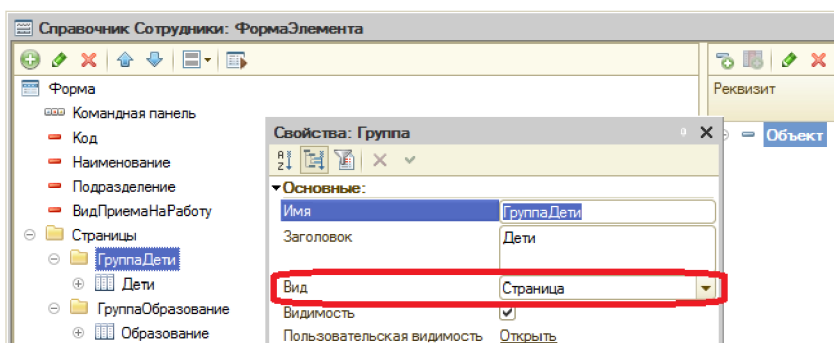 Справочник Сотрудники: ФормаЭлемента
Форма
Командная панель
Код
Наименование
Подразделение
ВидПриемаНаРаботу
Страницы
ГруппаДети
Дети
ГруппаОбразование
Образование
Свойства: Группа
Основные:
Имя ГруппаДети
Заголовок Дети
Вид Страница
Видимость
Пользовательская видимость Открыть
Реквизит
Объект